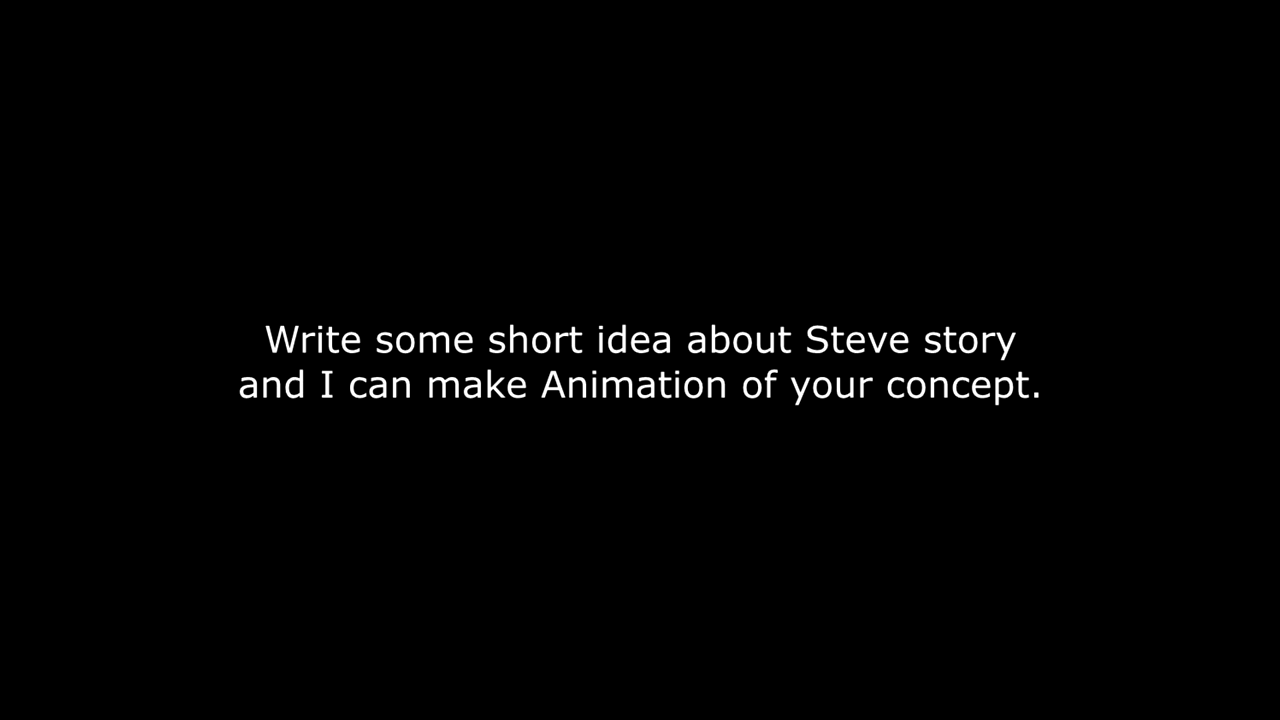 Write some short idea about Steve story
and I can make Animation of your concept.